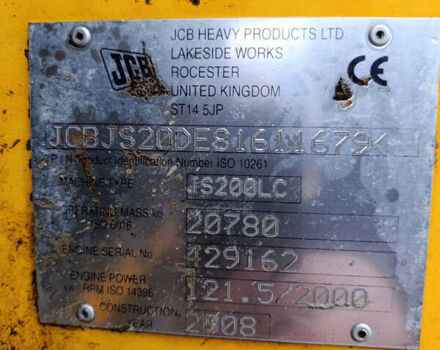 JCB
JCB HEAVY PRODUCTS LTD
LAKESIDE WORKS
ROCESTER
UNITED KINGDOM
ST14 5JP
CE
JCBJS20DE81611679K
P.I.N. Product Identification Number ISO 10261
MACHINE TYPE JS200LC
OPERATING MASS kg 20780
ISO 6016
ENGINE SERIAL No 429162
ENGINE POWER 121.5/2000
kw RPM ISO 14396
CONSTRUCTION 2008
YEAR